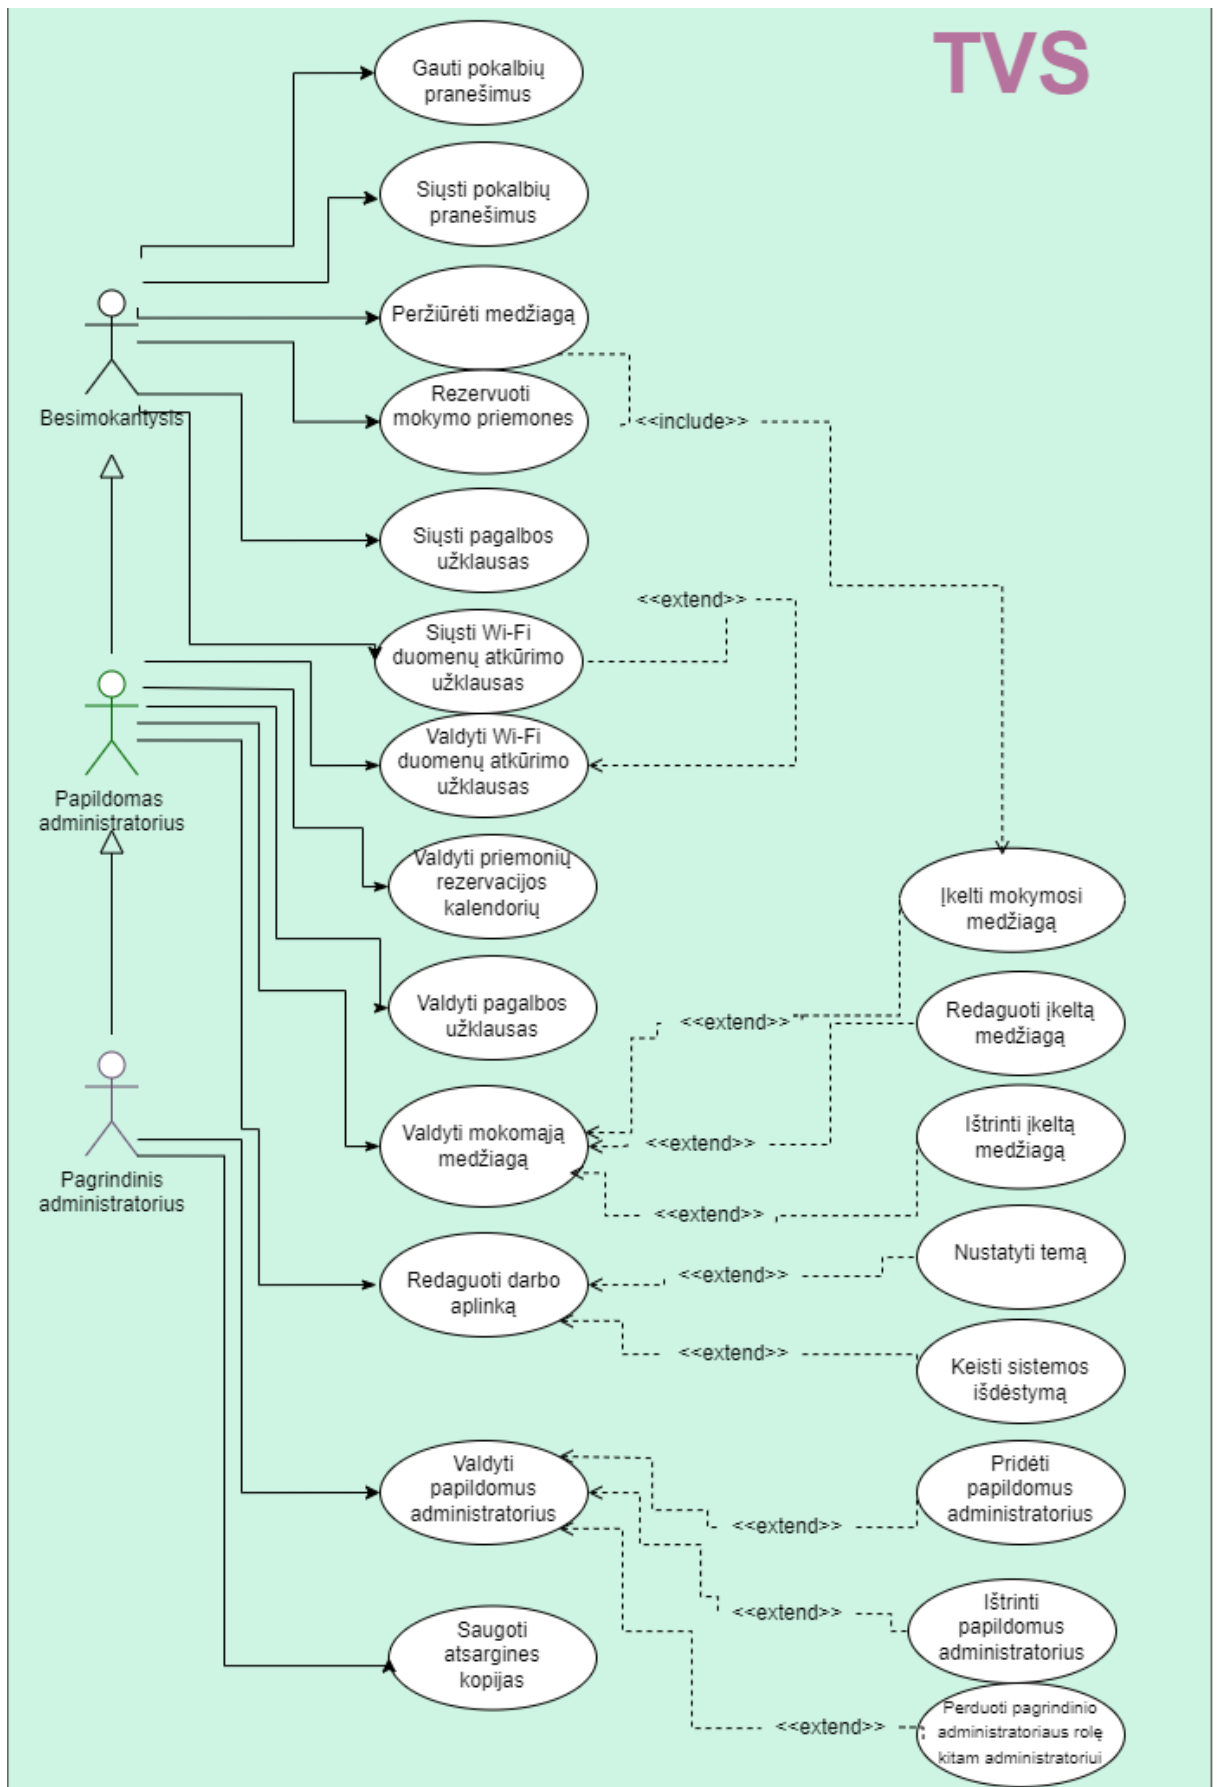 TVS
Gauti pokalbių
pranešimus
Siųsti pokalbių
pranešimus
Peržiūrėti medžiagą
Rezervuoti
mokymo priemones
<<include>>
Besimokantysis
Siųsti pagalbos
užklausas
<<extend>>
Siųsti Wi-Fi
duomenų atkūrimo
užklausas
Valdyti Wi-Fi
duomenų atkūrimo
užklausas
Papildomas
administratorius
Valdyti priemonių
rezervacijos
kalendorių
Įkelti mokymosi
medžiagą
Valdyti pagalbos
užklausas
<<extend>>
Redaguoti įkeltą
medžiagą
Valdyti mokomąją
medžiagą
<<extend>>
Ištrinti įkeltą
medžiagą
Pagrindinis
administratorius
<<extend>>
Redaguoti darbo
aplinką
<<extend>>
Nustatyti temą
<<extend>>
Keisti sistemos
išdėstymą
Valdyti
papildomus
administratorius
Pridėti
papildomus
administratorius
<<extend>>
<<extend>>
Ištrinti
papildomus
administratorius
Saugoti
atsargines
kopijas
<<extend>>
Perduoti pagrindinio
administratoriaus rolę
kitam administratoriui